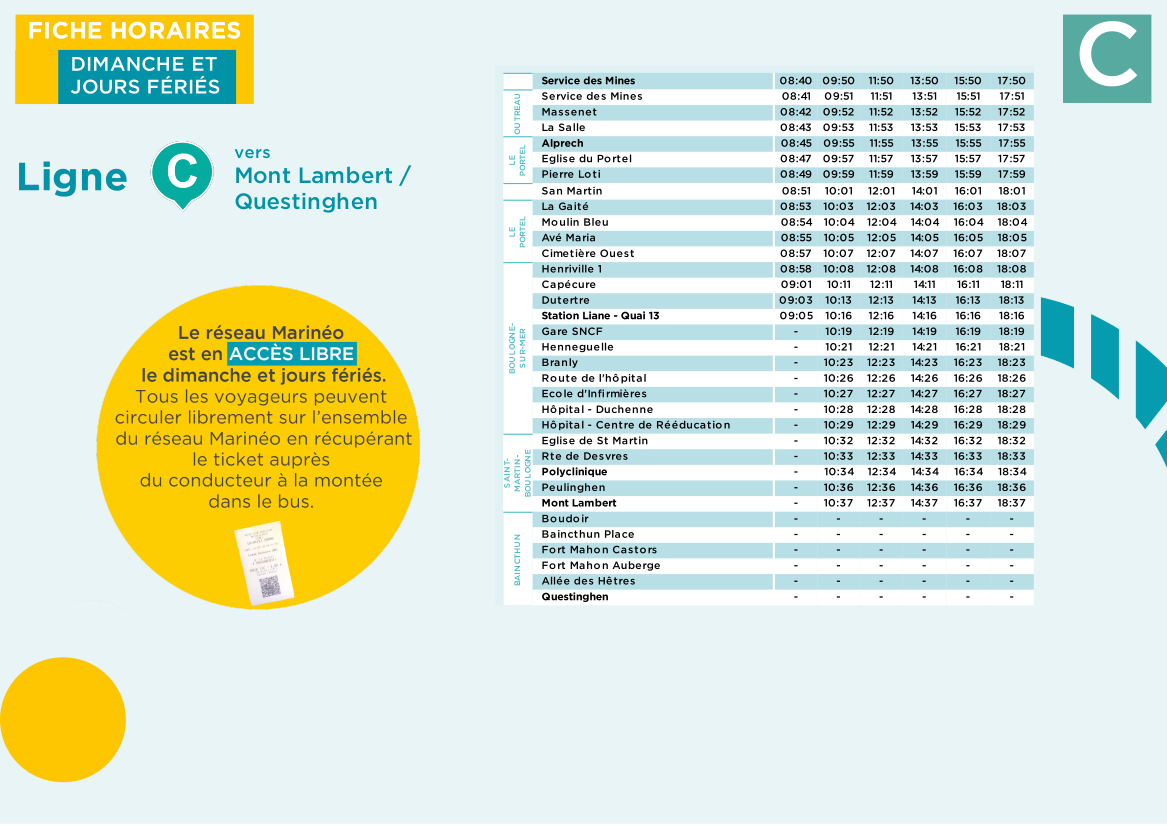 FICHE HORAIRES
DIMANCHE ET
JOURS FÉRIÉS
C
Ligne
C
vers
Mont Lambert /
Questinghen
Le réseau Marinéo
est en ACCÈS LIBRE
le dimanche et jours fériés.
Tous les voyageurs peuvent
circuler librement sur l'ensemble
du réseau Marinéo en récupérant
le ticket auprès
du conducteur à la montée
dans le bus.
Service des Mines 08:40 09:50 11:50 13:50 15:50 17:50
OUTREAU
Service des Mines 08:41 09:51 11:51 13:51 15:51 17:51
Massenet 08:42 09:52 11:52 13:52 15:52 17:52
La Salle 08:43 09:53 11:53 13:53 15:53 17:53
LE
PORTEL
Alprech 08:45 09:55 11:55 13:55 15:55 17:55
Eglise du Portel 08:47 09:57 11:57 13:57 15:57 17:57
Pierre Loti 08:49 09:59 11:59 13:59 15:59 17:59
San Martin 08:51 10:01 12:01 14:01 16:01 18:01
LE
PORTEL
La Gaité 08:53 10:03 12:03 14:03 16:03 18:03
Moulin Bleu 08:54 10:04 12:04 14:04 16:04 18:04
Avé Maria 08:55 10:05 12:05 14:05 16:05 18:05
Cimetière Ouest 08:57 10:07 12:07 14:07 16:07 18:07
BOULOGNE-
SUR-MER
Henriville 1 08:58 10:08 12:08 14:08 16:08 18:08
Capécure 09:01 10:11 12:11 14:11 16:11 18:11
Dutertre 09:03 10:13 12:13 14:13 16:13 18:13
Station Liane - Quai 13 09:05 10:16 12:16 14:16 16:16 18:16
Gare SNCF - 10:19 12:19 14:19 16:19 18:19
Henneguelle - 10:21 12:21 14:21 16:21 18:21
Branly - 10:23 12:23 14:23 16:23 18:23
Route de l'hôpital - 10:26 12:26 14:26 16:26 18:26
Ecole d'Infirmières - 10:27 12:27 14:27 16:27 18:27
Hôpital - Duchenne - 10:28 12:28 14:28 16:28 18:28
Hôpital - Centre de Rééducation - 10:29 12:29 14:29 16:29 18:29
SAINT-
MARTIN-
BOULOGNE
Eglise de St Martin - 10:32 12:32 14:32 16:32 18:32
Rte de Desvres - 10:33 12:33 14:33 16:33 18:33
Polyclinique - 10:34 12:34 14:34 16:34 18:34
Peulinghen - 10:36 12:36 14:36 16:36 18:36
Mont Lambert - 10:37 12:37 14:37 16:37 18:37
BAINCTHUN
Boudoir - - - - - -
Baincthun Place - - - - - -
Fort Mahon Castors - - - - - -
Fort Mahon Auberge - - - - - -
Allée des Hêtres - - - - - -
Questinghen - - - - - -